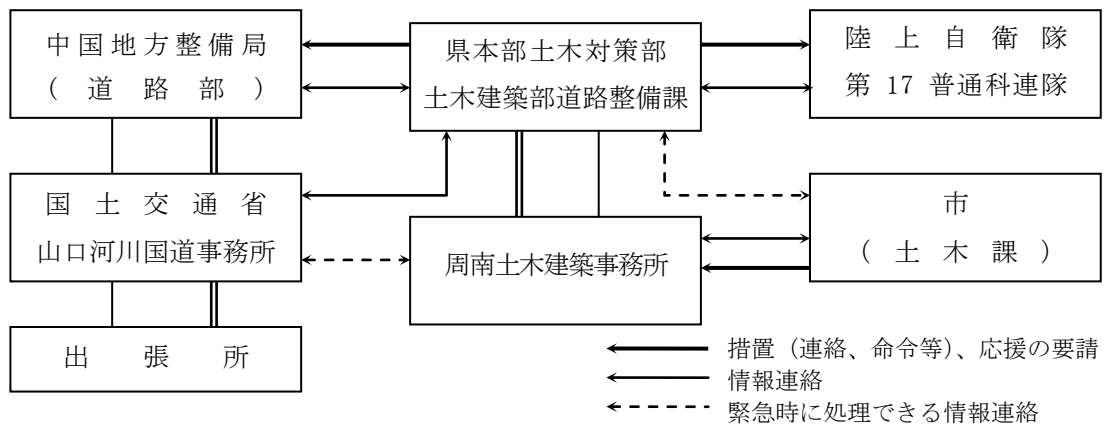 中国地方整備局
(道路部)
県本部土木対策部
土木建築部道路整備課
陸上自衛隊
第 17 普通科連隊
国土交通省
山口河川国道事務所
周南土木建築事務所
市
(土木課)
出張所
措置（連絡、命令等）、応援の要請
情報連絡
緊急時に処理できる情報連絡